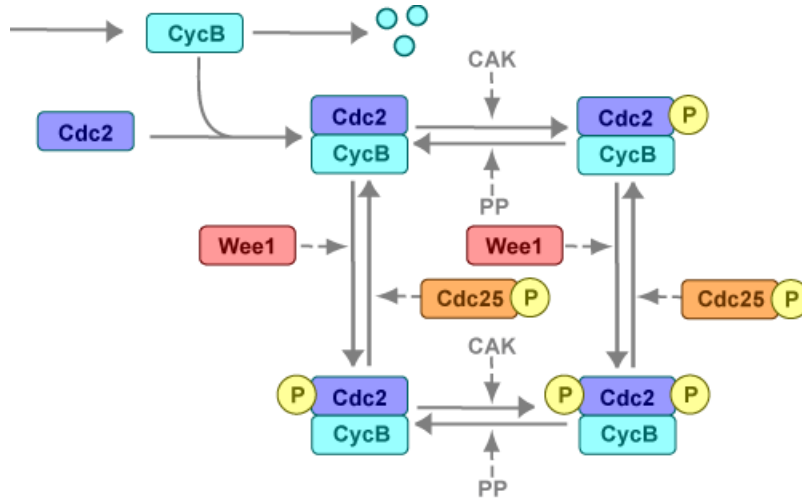 CycB
CAK
Cdc2
Cdc2
CycB
Cdc2 P
CycB
PP
Wee1
Wee1
Cdc25 P
Cdc25 P
CAK
P Cdc2
CycB
P Cdc2 P
CycB
PP